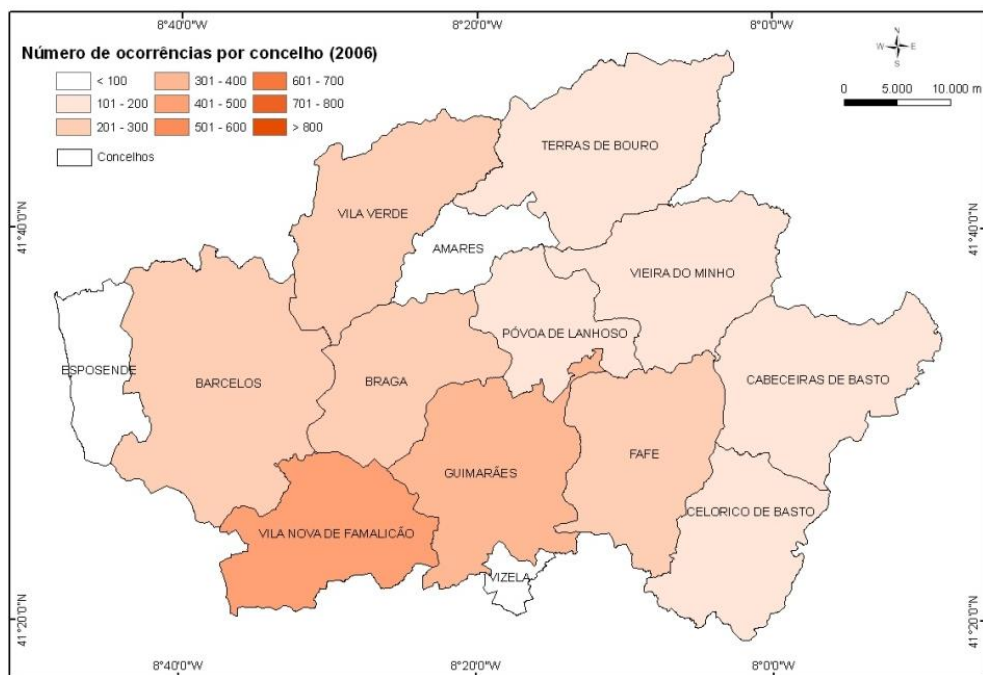 8°40'0"W 8°20'0"W 8°0'0"W
Número de ocorrências por concelho (2006)
< 100 301 - 400 601 - 700
101 - 200 401 - 500 701 - 800
201 - 300 501 - 600 > 800
Concelhos
N
W E
S
0 5.000 10.000 m
TERRAS DE BOURO
VILA VERDE
41°40'0"N 41°40'0"N
AMARES
VIEIRA DO MINHO
PÓVOA DE LANHOSO
ESPOSENDE
BARCELOS
BRAGA
CABECEIRAS DE BASTO
GUIMARÃES
FAFE
CELORICO DE BASTO
VILA NOVA DE FAMALICÃO
VIZELA
41°20'0"N 41°20'0"N
8°40'0"W 8°20'0"W 8°0'0"W